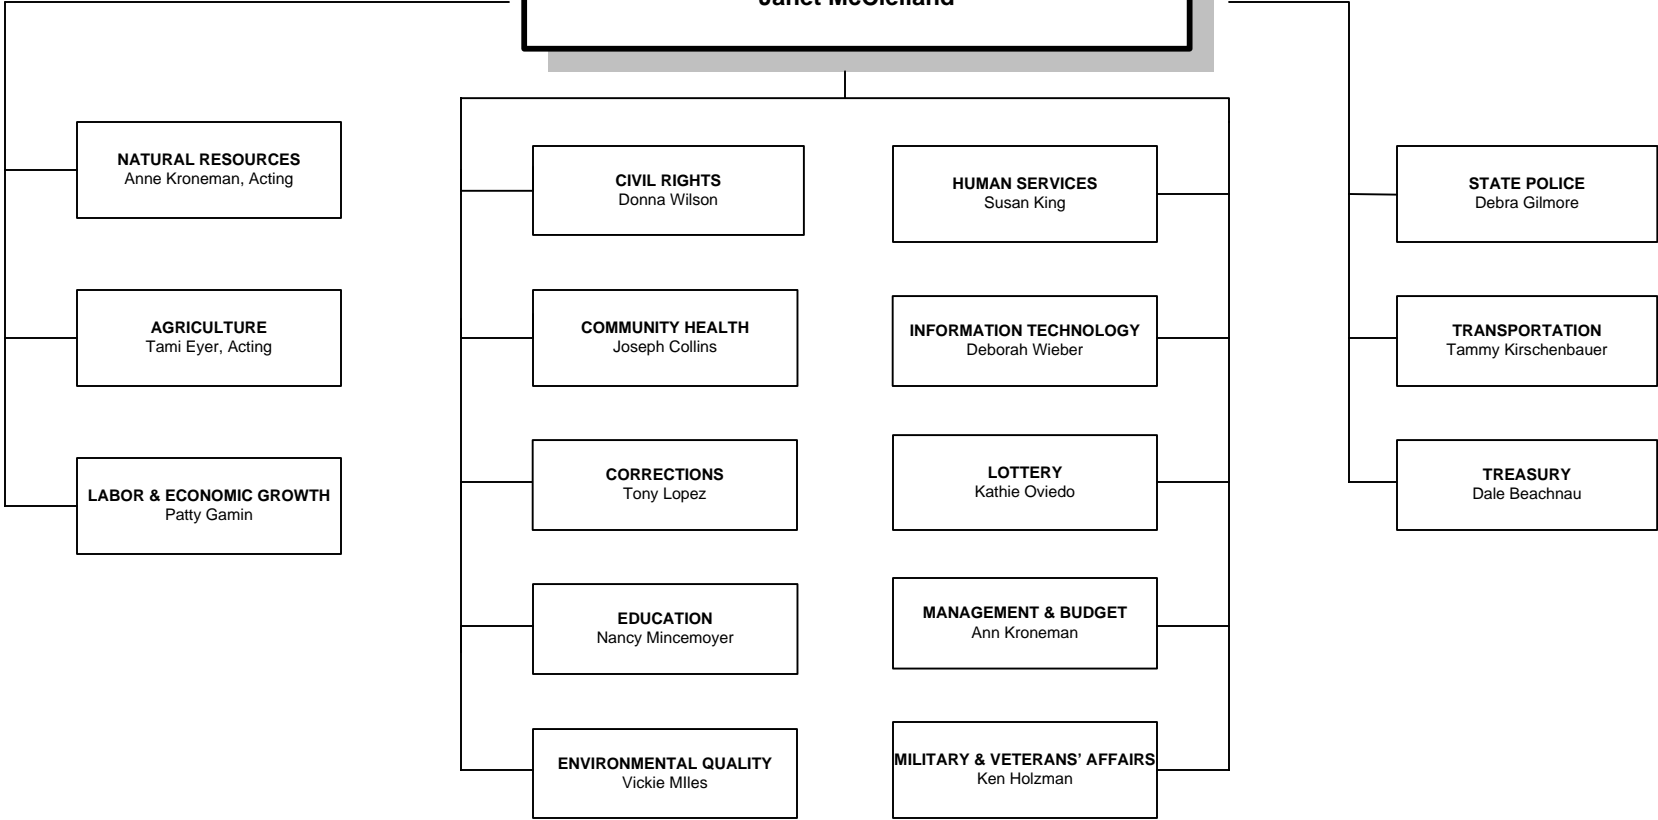 Janet McClelland
NATURAL RESOURCES
Anne Kroneman, Acting
AGRICULTURE
Tami Eyer, Acting
LABOR & ECONOMIC GROWTH
Patty Gamin
CIVIL RIGHTS
Donna Wilson
COMMUNITY HEALTH
Joseph Collins
CORRECTIONS
Tony Lopez
EDUCATION
Nancy Mincemoyer
ENVIRONMENTAL QUALITY
Vickie MIles
HUMAN SERVICES
Susan King
INFORMATION TECHNOLOGY
Deborah Wieber
LOTTERY
Kathie Oviedo
MANAGEMENT & BUDGET
Ann Kroneman
MILITARY & VETERANS’ AFFAIRS
Ken Holzman
STATE POLICE
Debra Gilmore
TRANSPORTATION
Tammy Kirschenbauer
TREASURY
Dale Beachnau